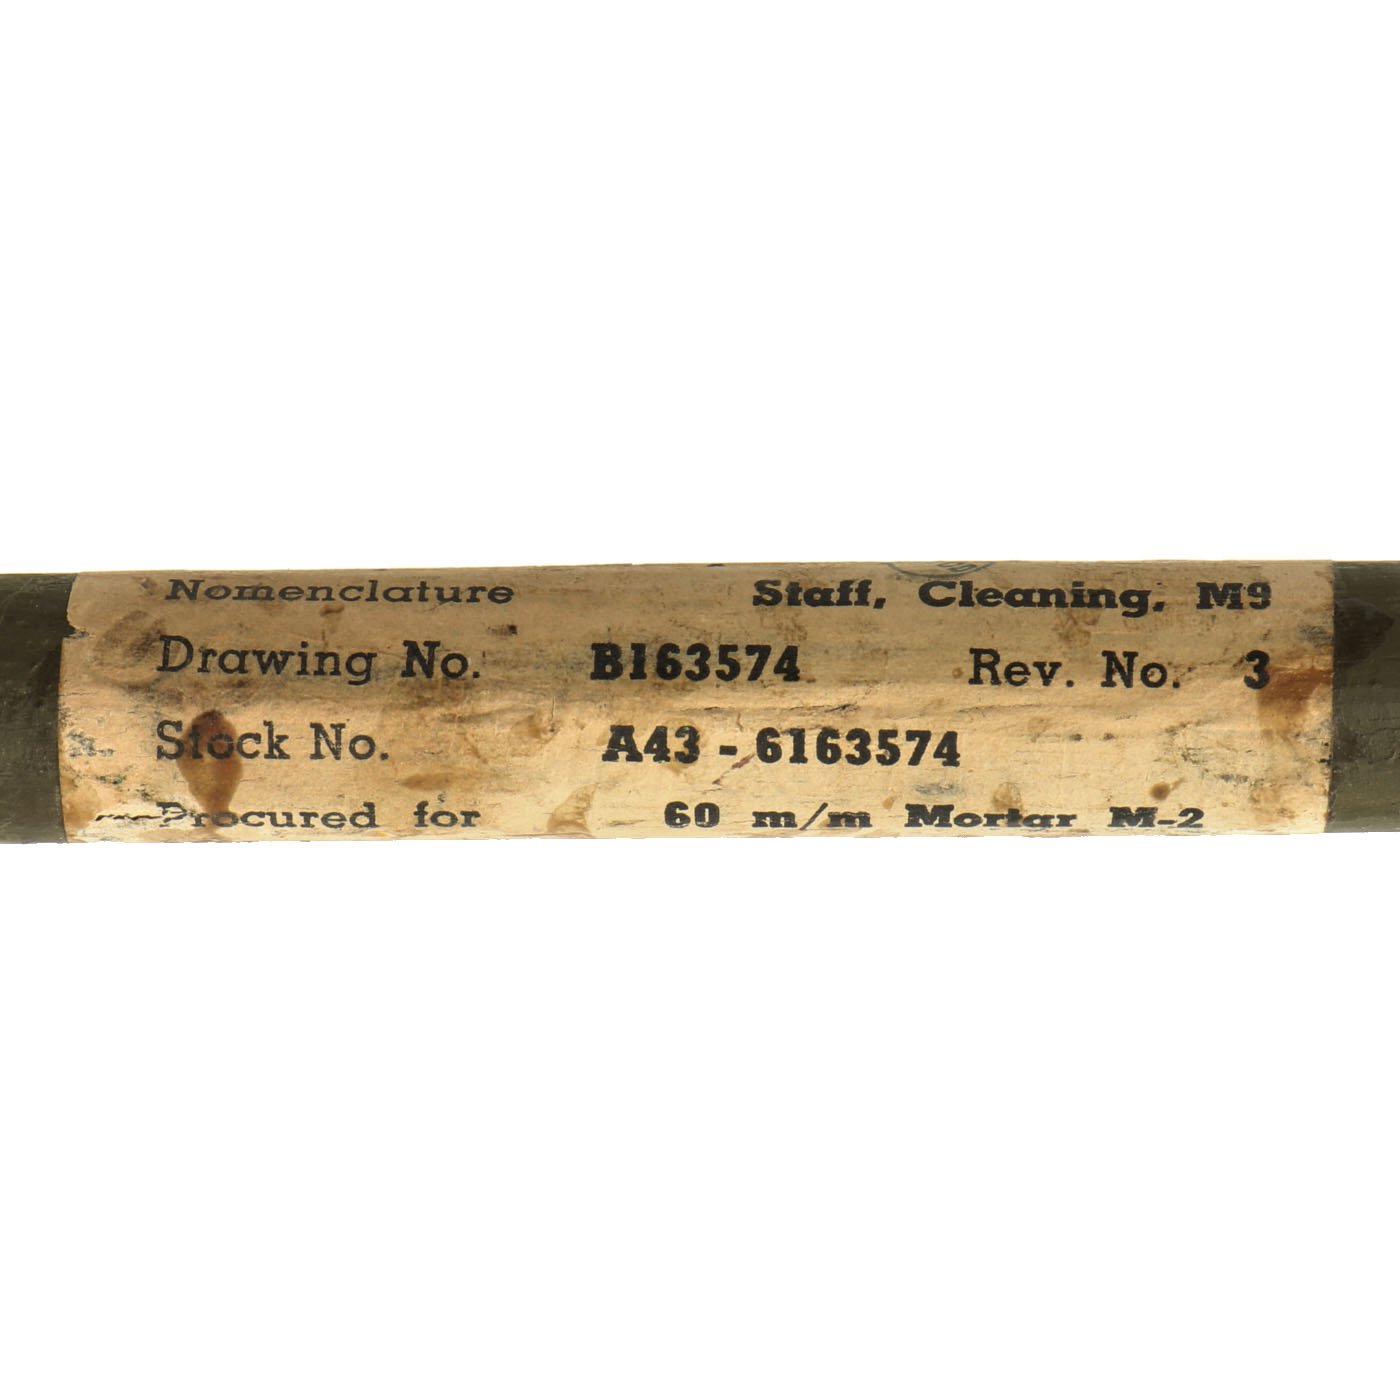 Nomenclature Staff, Cleaning, M9
Drawing No. B163574 Rev. No. 3
Stock No. A43 - 6163574
Procured for 60 m/m Mortar M-2